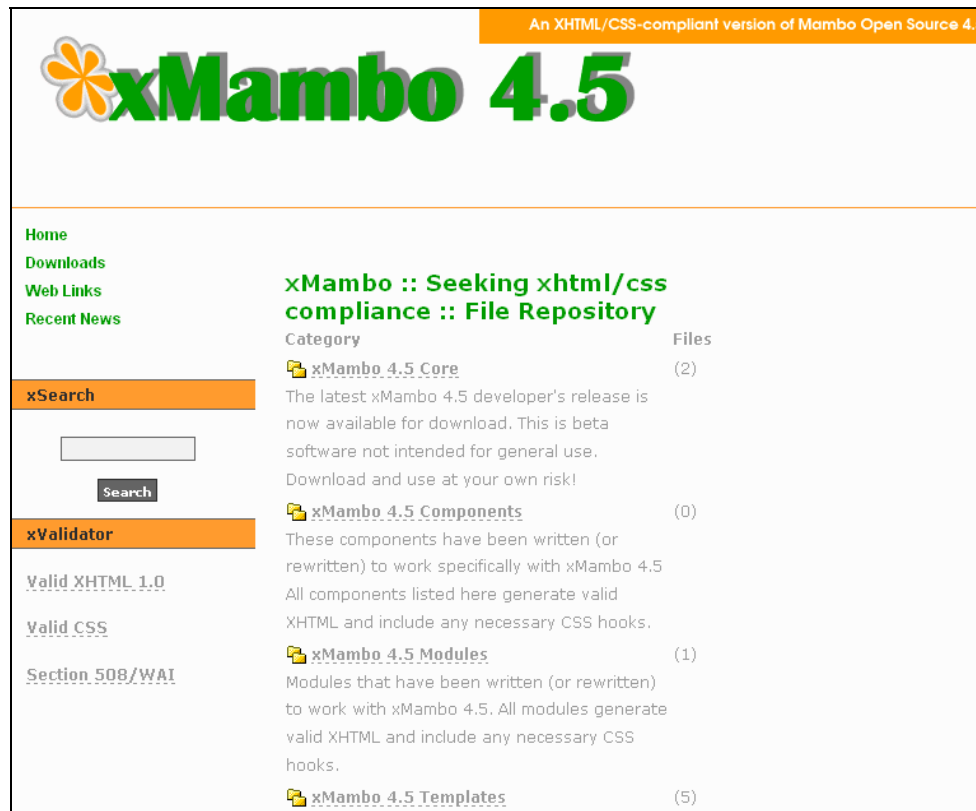 An XHTML/CSS-compliant version of Mambo Open Source 4.
xMambo 4.5
Home
Downloads
Web Links
Recent News
xSearch
Search
xValidator
Valid XHTML 1.0
Valid CSS
Section 508/WAI
xMambo :: Seeking xhtml/css
compliance :: File Repository
Category Files
xMambo 4.5 Core (2)
The latest xMambo 4.5 developer's release is
now available for download. This is beta
software not intended for general use.
Download and use at your own risk!
xMambo 4.5 Components (0)
These components have been written (or
rewritten) to work specifically with xMambo 4.5
All components listed here generate valid
XHTML and include any necessary CSS hooks.
xMambo 4.5 Modules (1)
Modules that have been written (or rewritten)
to work with xMambo 4.5. All modules generate
valid XHTML and include any necessary CSS
hooks.
xMambo 4.5 Templates (5)